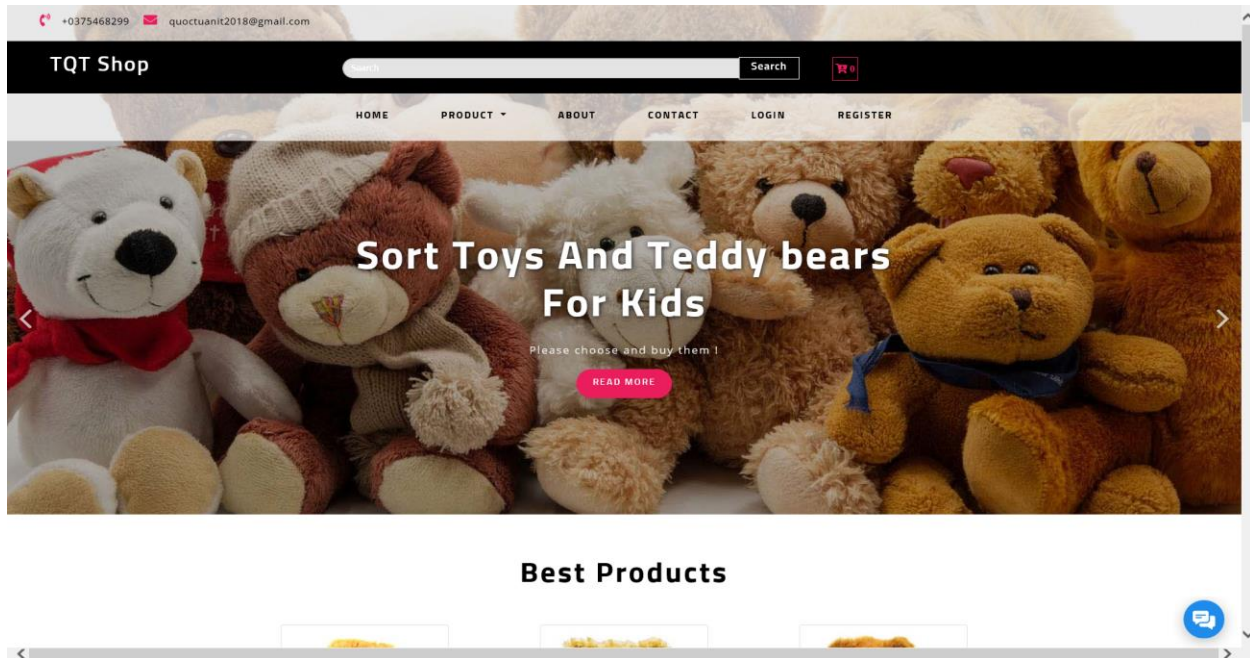 +0375468299 quoctuanit2018@gmail.com
TQT Shop
Search
Search
0
HOME PRODUCT ABOUT CONTACT LOGIN REGISTER
Sort Toys And Teddy bears
For Kids
Please choose and buy them !
READ MORE
Best Products